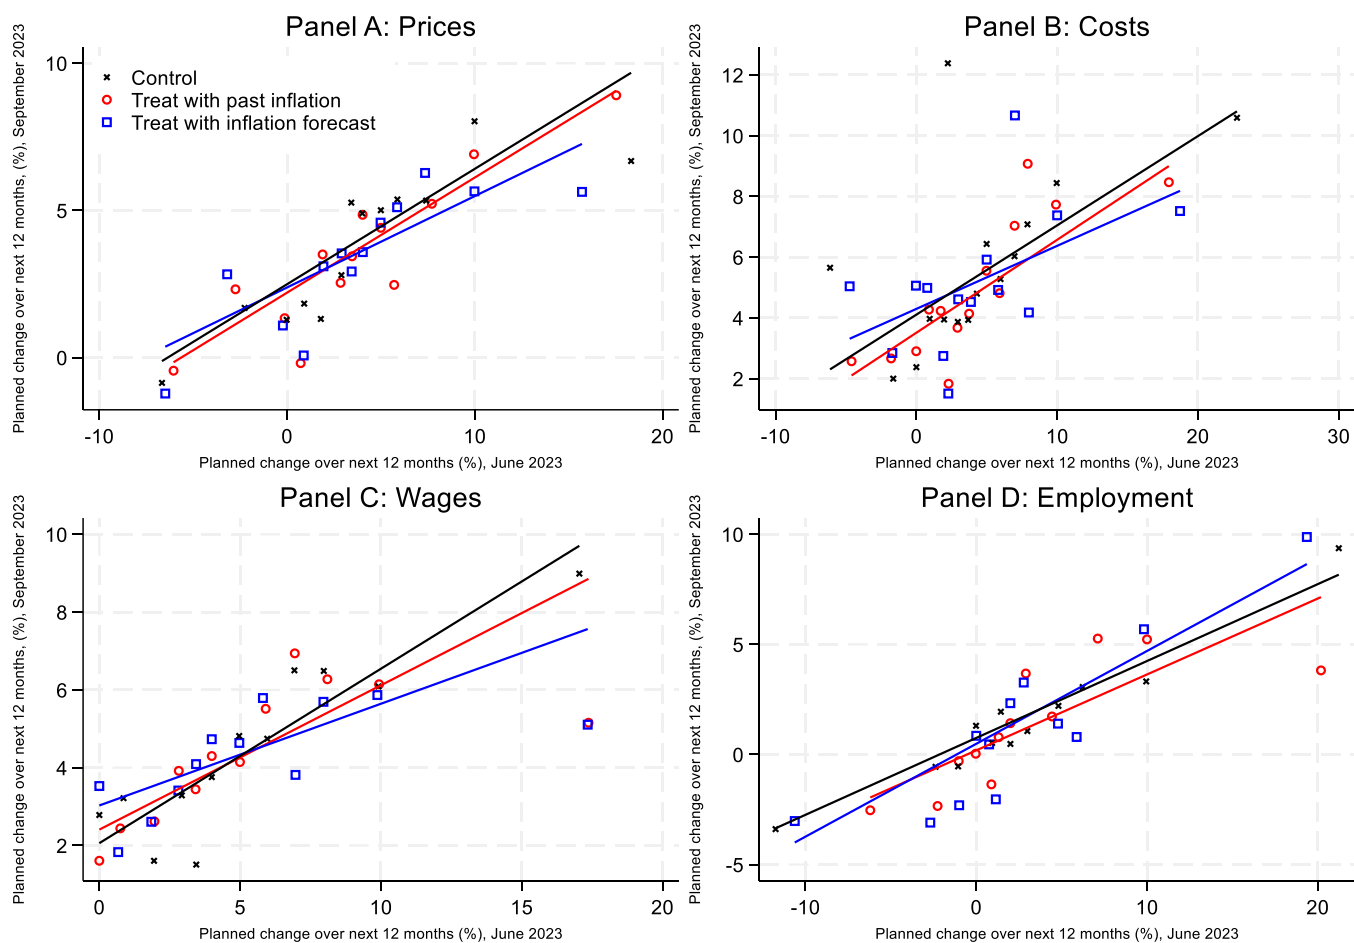 Panel A: Prices
Planned change over next 12 months, (%), September 2023
10
5
0
Control
Treat with past inflation
Treat with inflation forecast
-10
0
10
20
Planned change over next 12 months (%), June 2023
Panel B: Costs
Planned change over next 12 months, (%), September 2023
12
10
8
6
4
2
-10
0
10
20
30
Planned change over next 12 months (%), June 2023
Panel C: Wages
Planned change over next 12 months, (%), September 2023
10
8
6
4
2
0
5
10
15
20
Planned change over next 12 months (%), June 2023
Panel D: Employment
Planned change over next 12 months, (%), September 2023
10
5
0
-5
-10
0
10
20
Planned change over next 12 months (%), June 2023